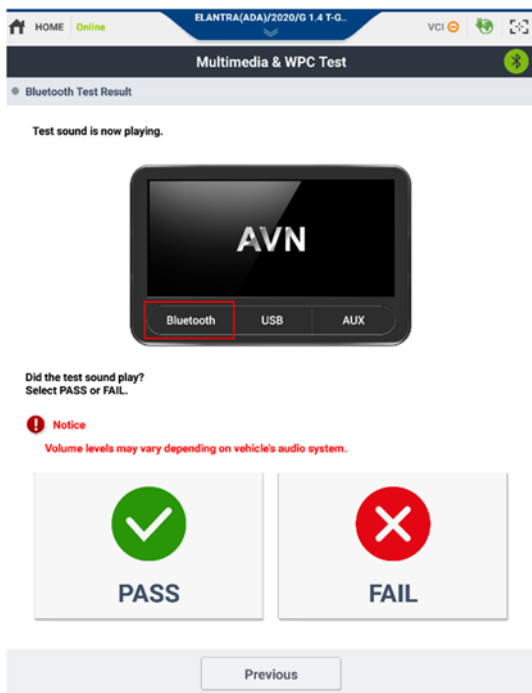 ELANTRA(ADA)/2020/G 1.4 T-G..
HOME Online VCI
Multimedia & WPC Test
Bluetooth Test Result
Test sound is now playing.
AVN
Bluetooth USB AUX
Did the test sound play?
Select PASS or FAIL.
Notice
Volume levels may vary depending on vehicle's audio system.
PASS FAIL
Previous